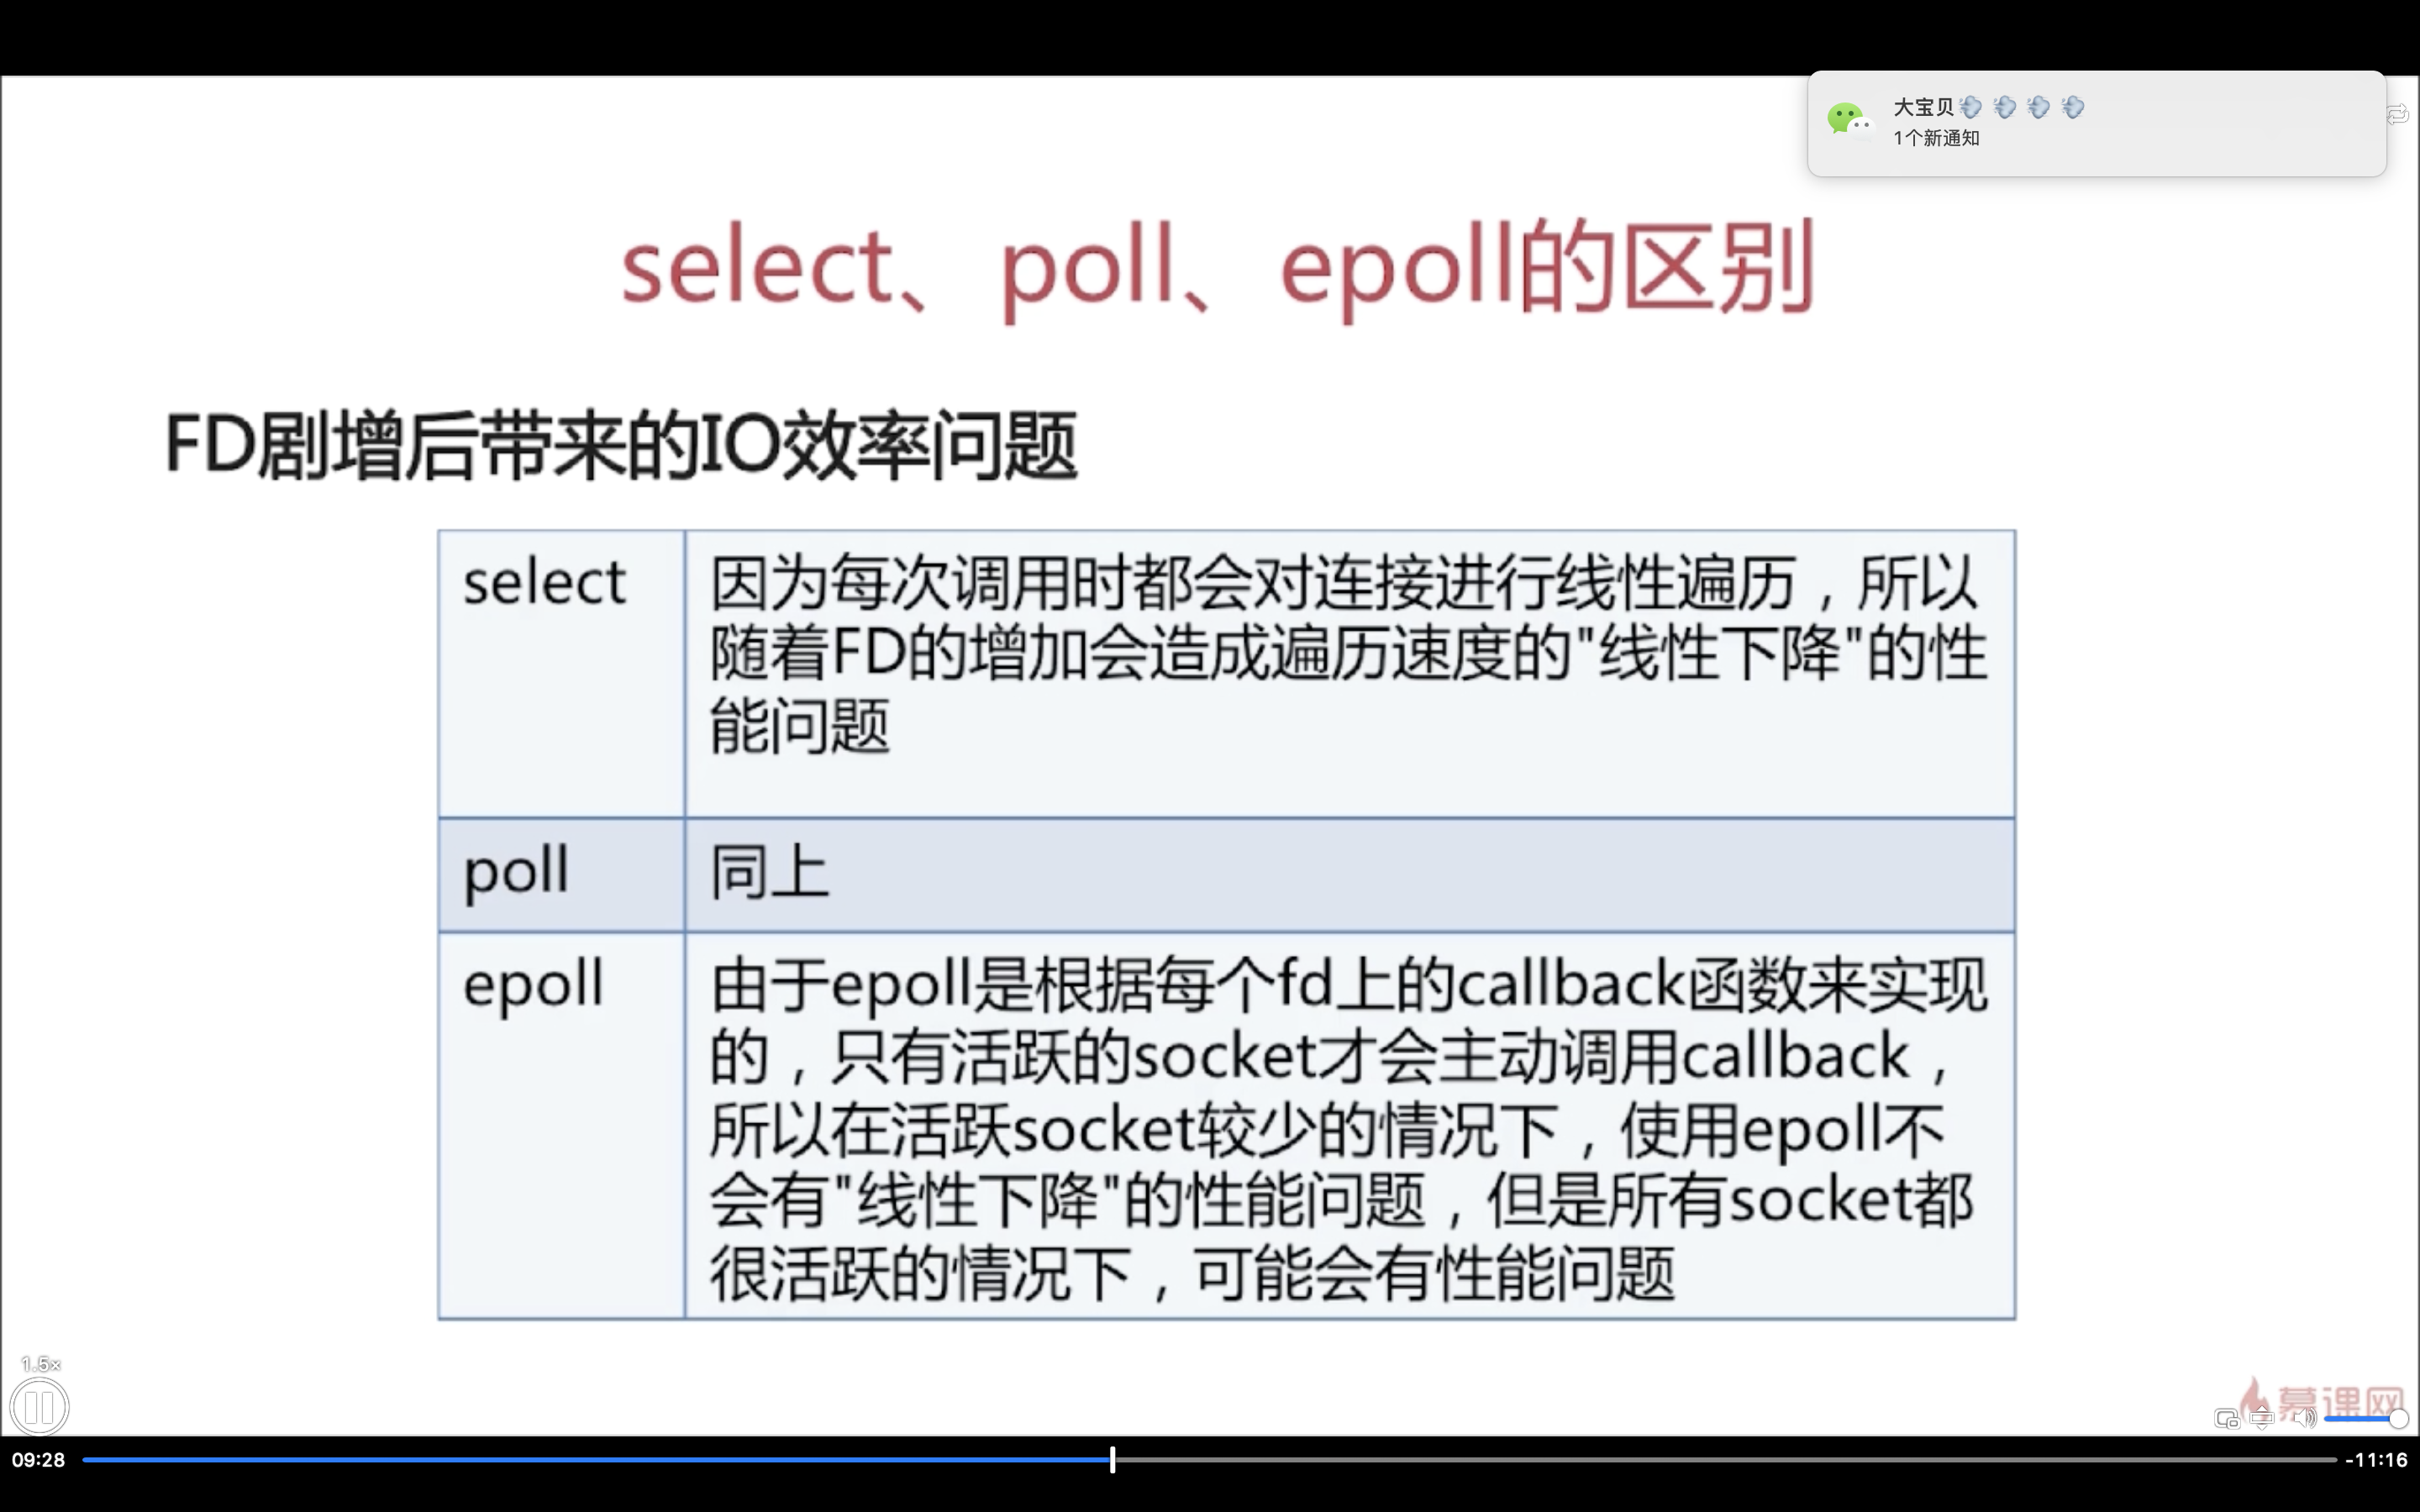 大宝贝💨 💨 💨 💨
1个新通知
select、poll、epoll的区别
FD剧增后带来的IO效率问题
select
因为每次调用时都会对连接进行线性遍历，所以
随着FD的增加会造成遍历速度的"线性下降"的性
能问题
poll
同上
epoll
由于epoll是根据每个fd上的callback函数来实现
的，只有活跃的socket才会主动调用callback，
所以在活跃socket较少的情况下，使用epoll不
会有"线性下降"的性能问题，但是所有socket都
很活跃的情况下，可能会有性能问题
1.5×
慕课网
09:28
-11:16